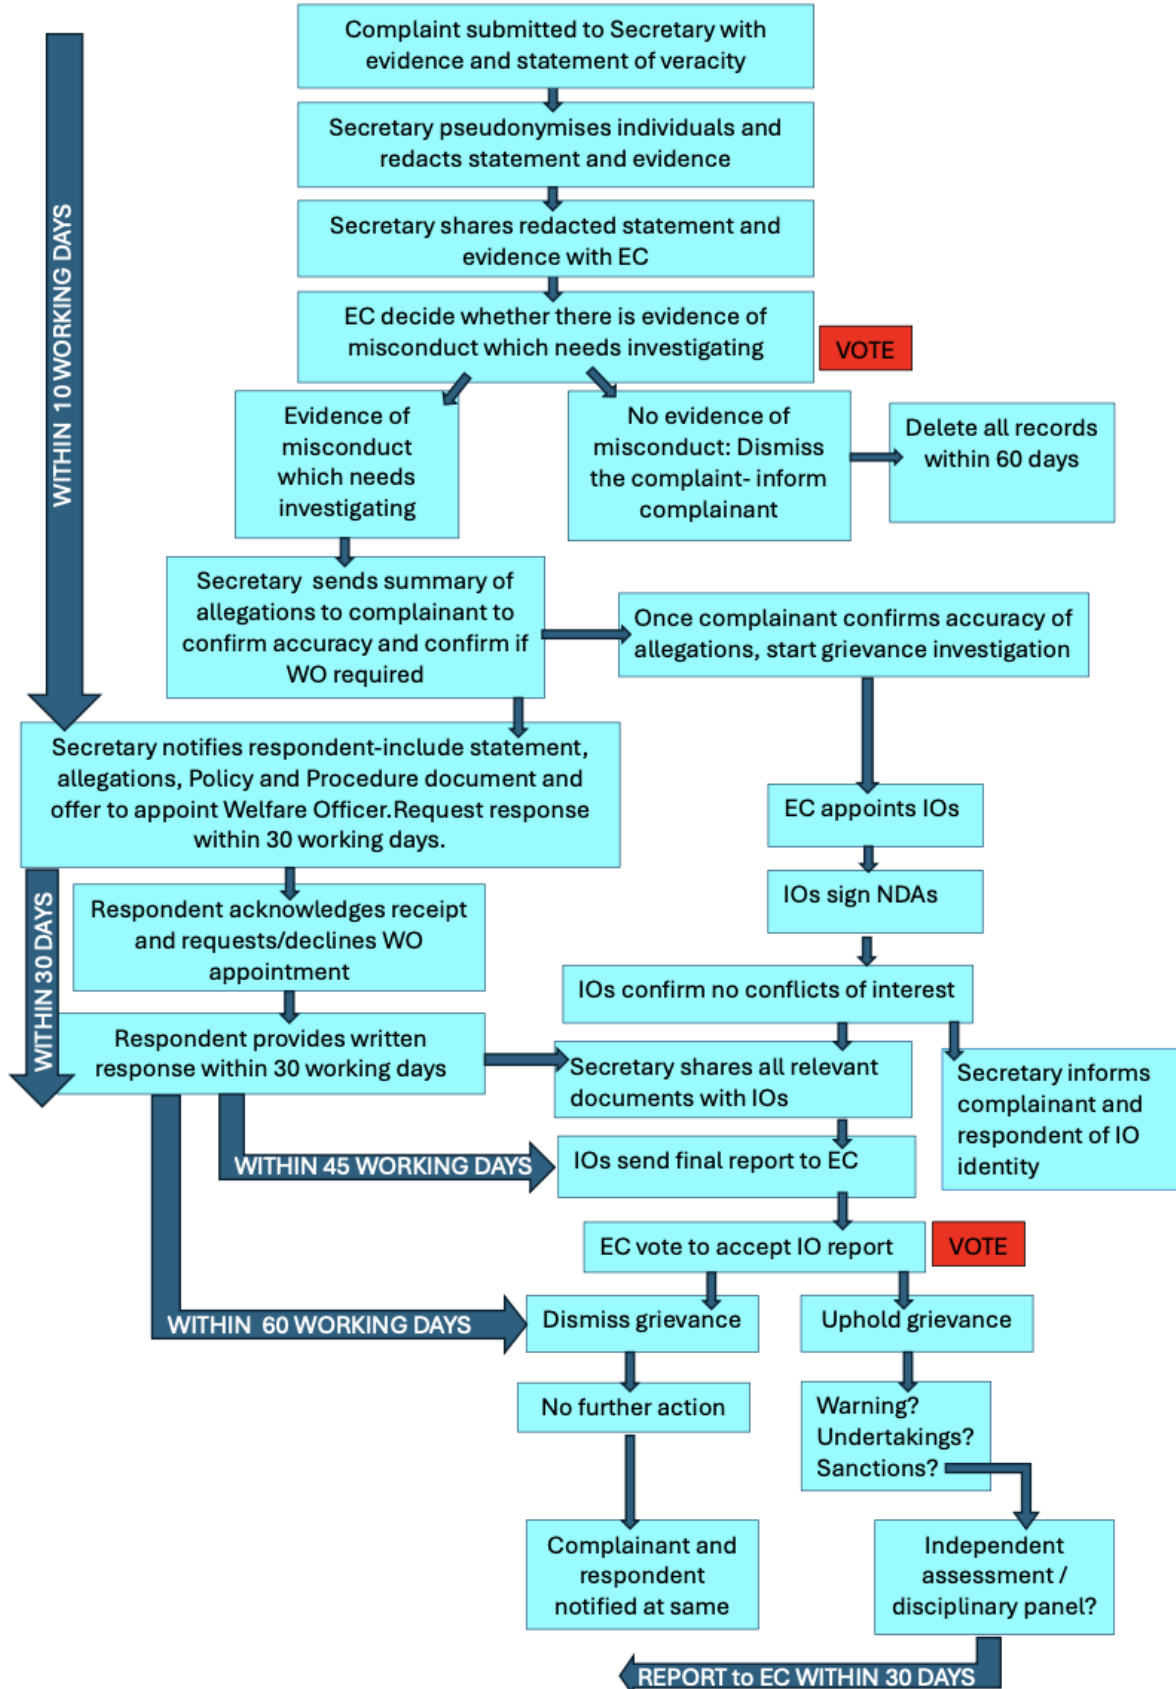 Complaint submitted to Secretary with
evidence and statement of veracity
Secretary pseudonymises individuals and
redacts statement and evidence
Secretary shares redacted statement and
evidence with EC
WITHIN  10 WORKING DAYS
EC decide whether there is evidence of
misconduct which needs investigating
VOTE
Evidence of
misconduct
which needs
investigating
No evidence of
misconduct: Dismiss
the complaint- inform
complainant
Delete all records
within 60 days
Secretary  sends summary of
allegations to complainant to
confirm accuracy and confirm if
WO required
Once complainant confirms accuracy of
allegations, start grievance investigation
Secretary notifies respondent-include statement,
allegations, Policy and Procedure document and
offer to appoint Welfare Officer.Request response
within 30 working days.
EC appoints IOs
IOs sign NDAs
WITHIN 30 DAYS
Respondent acknowledges receipt
and requests/declines WO
appointment
IOs confirm no conflicts of interest
Respondent provides written
response within 30 working days
Secretary shares all relevant
documents with IOs
Secretary informs
complainant and
respondent of IO
identity
WITHIN 45 WORKING DAYS
IOs send final report to EC
EC vote to accept IO report
VOTE
WITHIN  60 WORKING DAYS
Dismiss grievance
Uphold grievance
No further action
Warning?
Undertakings?
Sanctions?
Complainant and
respondent
notified at same
Independent
assessment /
disciplinary panel?
REPORT to EC WITHIN 30 DAYS